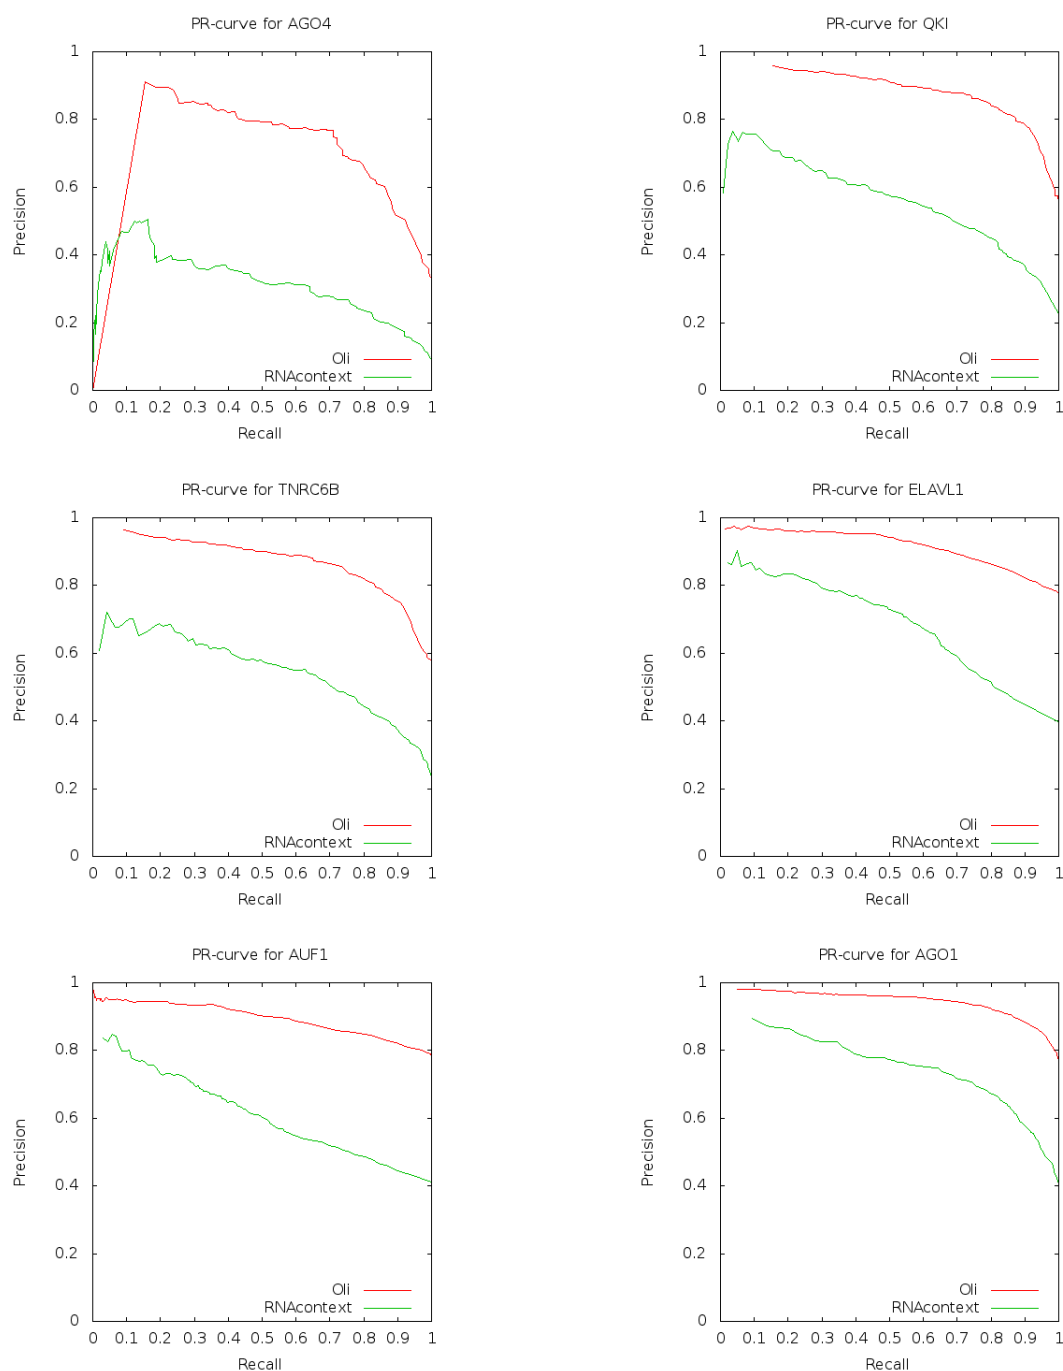 PR-curve for AGO4
1
0.8
0.6
0.4
0.2
0
Precision
Oli
RNAcontext
0 0.1 0.2 0.3 0.4 0.5 0.6 0.7 0.8 0.9 1
Recall
PR-curve for QKI
1
0.8
0.6
0.4
0.2
0
Precision
Oli
RNAcontext
0 0.1 0.2 0.3 0.4 0.5 0.6 0.7 0.8 0.9 1
Recall
PR-curve for TNRC6B
1
0.8
0.6
0.4
0.2
0
Precision
Oli
RNAcontext
0 0.1 0.2 0.3 0.4 0.5 0.6 0.7 0.8 0.9 1
Recall
PR-curve for ELAVL1
1
0.8
0.6
0.4
0.2
0
Precision
Oli
RNAcontext
0 0.1 0.2 0.3 0.4 0.5 0.6 0.7 0.8 0.9 1
Recall
PR-curve for AUF1
1
0.8
0.6
0.4
0.2
0
Precision
Oli
RNAcontext
0 0.1 0.2 0.3 0.4 0.5 0.6 0.7 0.8 0.9 1
Recall
PR-curve for AGO1
1
0.8
0.6
0.4
0.2
0
Precision
Oli
RNAcontext
0 0.1 0.2 0.3 0.4 0.5 0.6 0.7 0.8 0.9 1
Recall